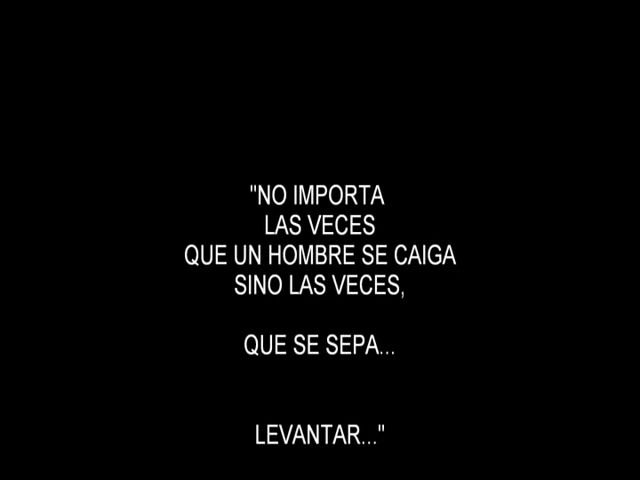 "NO IMPORTA
LAS VECES
QUE UN HOMBRE SE CAIGA
SINO LAS VECES,
QUE SE SEPA...
LEVANTAR..."